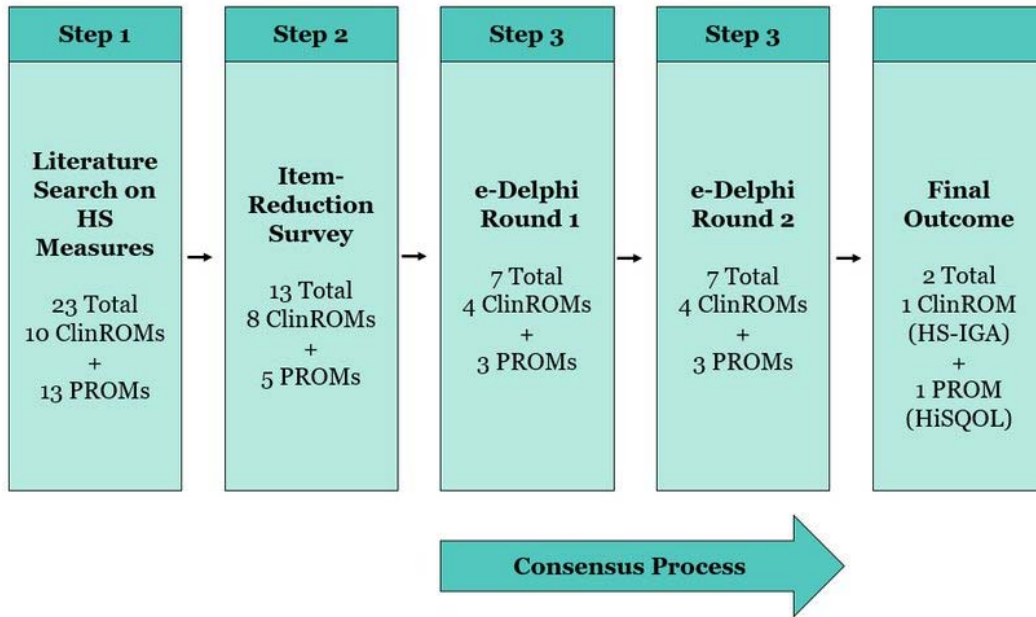 Step 1
Literature
Search on
HS
Measures
23 Total
10 ClinROMs
+
13 PROMs
Step 2
Item-
Reduction
Survey
13 Total
8 ClinROMs
+
5 PROMs
Step 3
e-Delphi
Round 1
7 Total
4 ClinROMs
+
3 PROMs
Step 3
e-Delphi
Round 2
7 Total
4 ClinROMs
+
3 PROMs
Final
Outcome
2 Total
1 ClinROM
(HS-IGA)
+
1 PROM
(HiSQOL)
Consensus Process